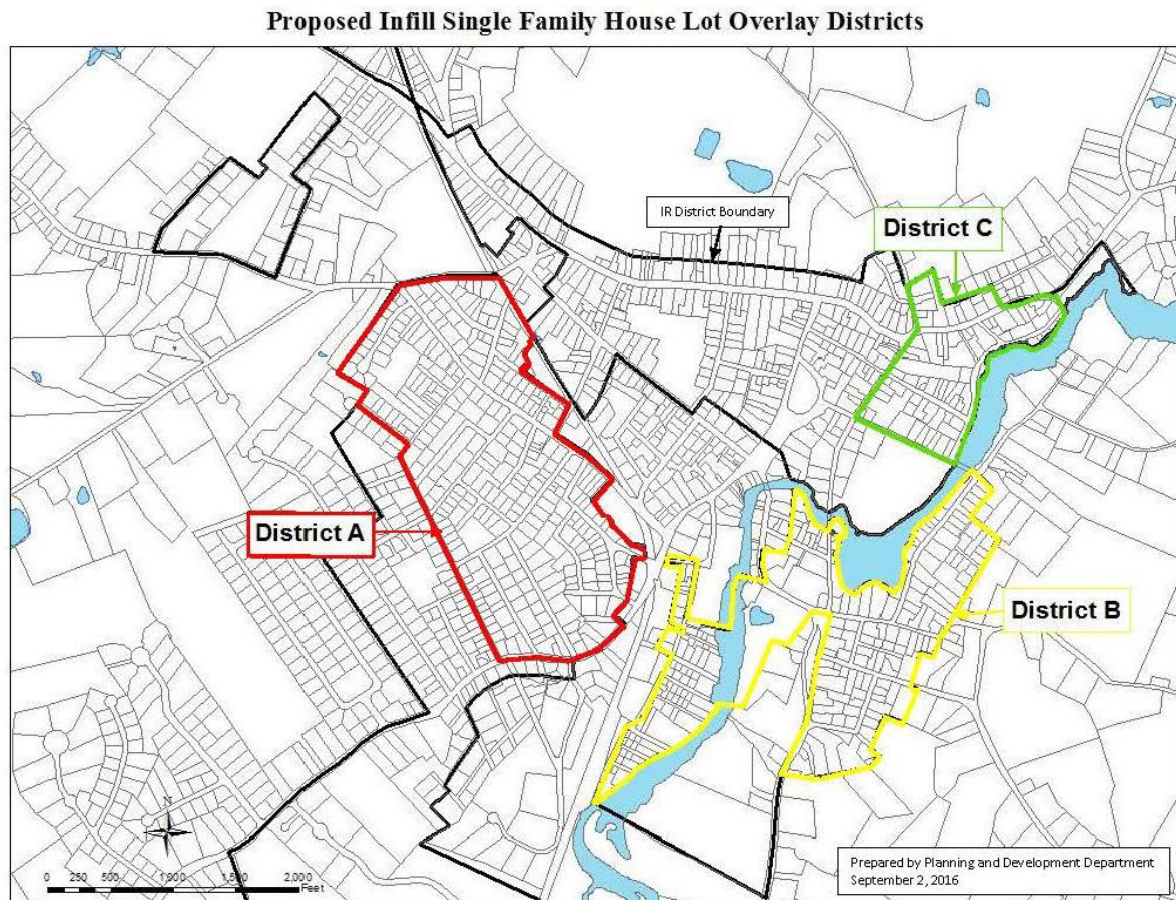 Proposed Infill Single Family House Lot Overlay Districts
IR District Boundary
District C
District A
District B
N
0 250 500 1,000 1,500 2,000
Feet
Prepared by Planning and Development Department
September 2, 2016